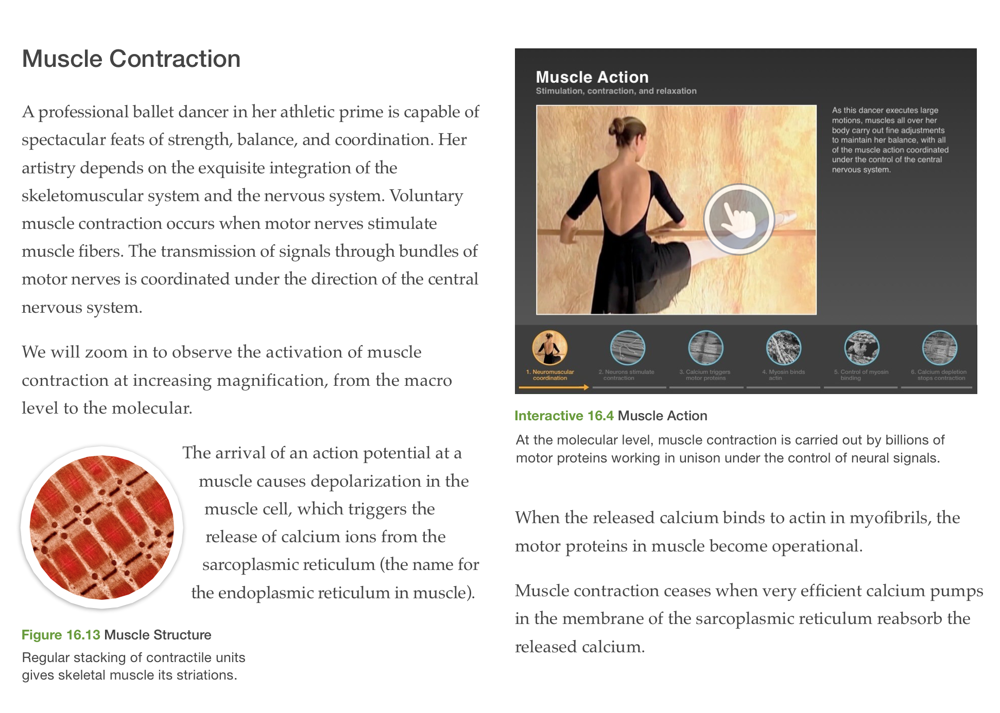 Muscle Contraction
A professional ballet dancer in her athletic prime is capable of
spectacular feats of strength, balance, and coordination. Her
artistry depends on the exquisite integration of the
skeletomuscular system and the nervous system. Voluntary
muscle contraction occurs when motor nerves stimulate
muscle fibers. The transmission of signals through bundles of
motor nerves is coordinated under the direction of the central
nervous system.
We will zoom in to observe the activation of muscle
contraction at increasing magnification, from the macro
level to the molecular.
The arrival of an action potential at a
muscle causes depolarization in the
muscle cell, which triggers the
release of calcium ions from the
sarcoplasmic reticulum (the name for
the endoplasmic reticulum in muscle).
Figure 16.13 Muscle Structure
Regular stacking of contractile units
gives skeletal muscle its striations.
Muscle Action
Stimulation, contraction, and relaxation
As this dancer executes large
motions, muscles all over her
body carry out fine adjustments
to maintain her balance, with all
of the muscle action coordinated
under the control of the central
nervous system.
1. Neuromuscular
coordination
2. Neurons stimulate
contraction
3. Calcium triggers
motor proteins
4. Myosin binds
actin
5. Control of myosin
binding
6. Calcium depletion
stops contraction
Interactive 16.4 Muscle Action
At the molecular level, muscle contraction is carried out by billions of
motor proteins working in unison under the control of neural signals.
When the released calcium binds to actin in myofibrils, the
motor proteins in muscle become operational.
Muscle contraction ceases when very efficient calcium pumps
in the membrane of the sarcoplasmic reticulum reabsorb the
released calcium.